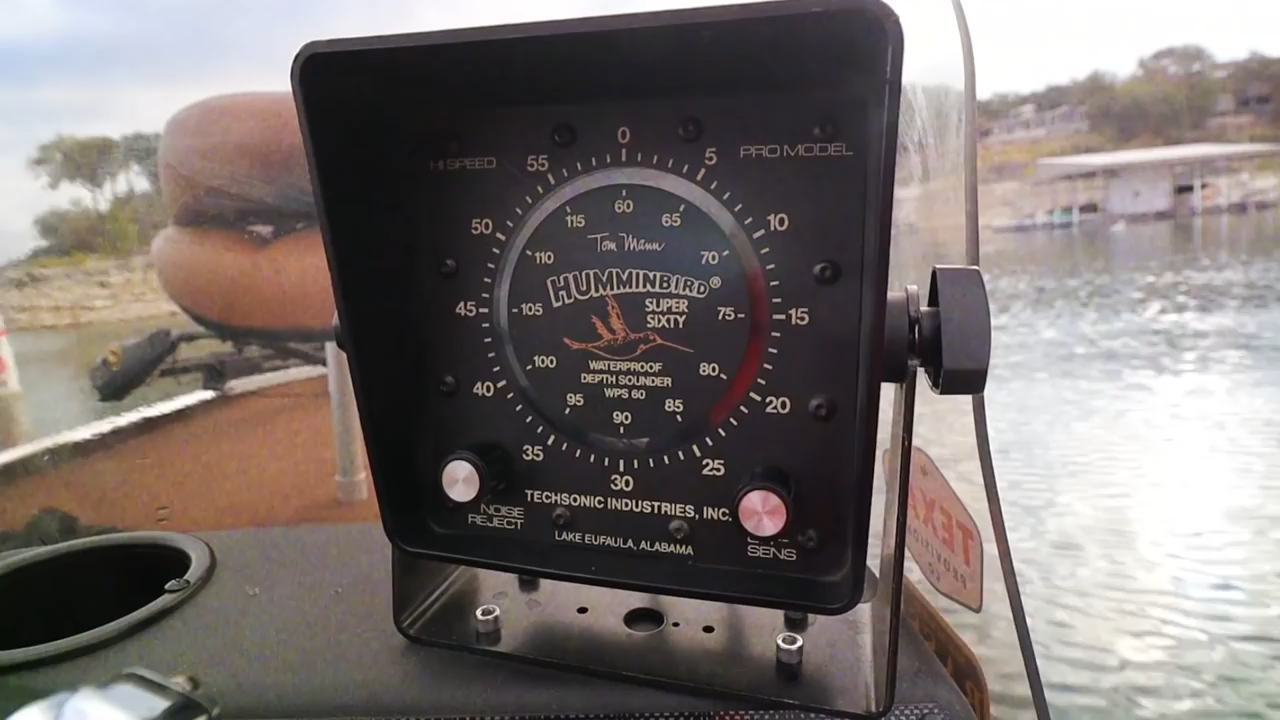 HI SPEED
PRO MODEL
0
5
10
15
20
25
30
35
40
45
50
55
60
65
70
75
80
85
90
95
100
105
110
115
Tom Mann
HUMMINBIRD®
SUPER
SIXTY
WATERPROOF
DEPTH SOUNDER
WPS 60
TECHSONIC INDUSTRIES, INC.
LAKE EUFAULA, ALABAMA
NOISE
REJECT
SENS